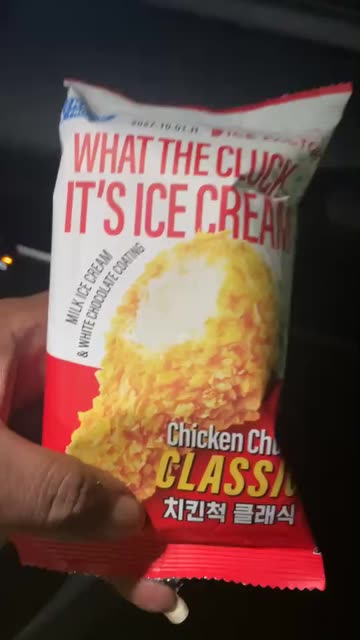 WHAT THE CLUCK,
IT'S ICE CREAM
MILK ICE CREAM
& WHITE CHOCOLATE COATING
Chicken
CLASSIC
치킨척 클래식